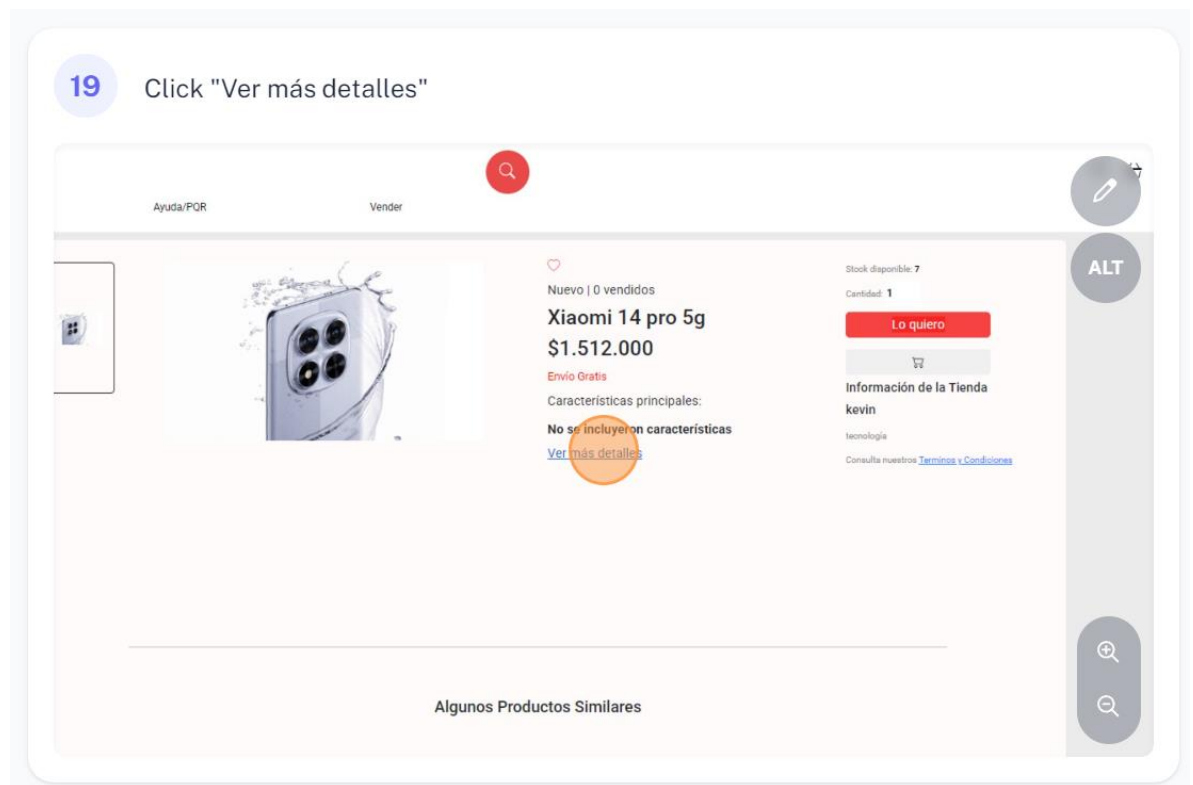 19 Click "Ver más detalles"
Ayuda/PQR Vender
ALT
Nuevo | 0 vendidos
Xiaomi 14 pro 5g
$1.512.000
Envío Gratis
Características principales:
No se incluyeron características
Ver más detalles
Stock disponible: 7
Cantidad: 1
Lo quiero
Información de la Tienda
kevin
tecnología
Consulta nuestros Terminos y Condiciones
Algunos Productos Similares